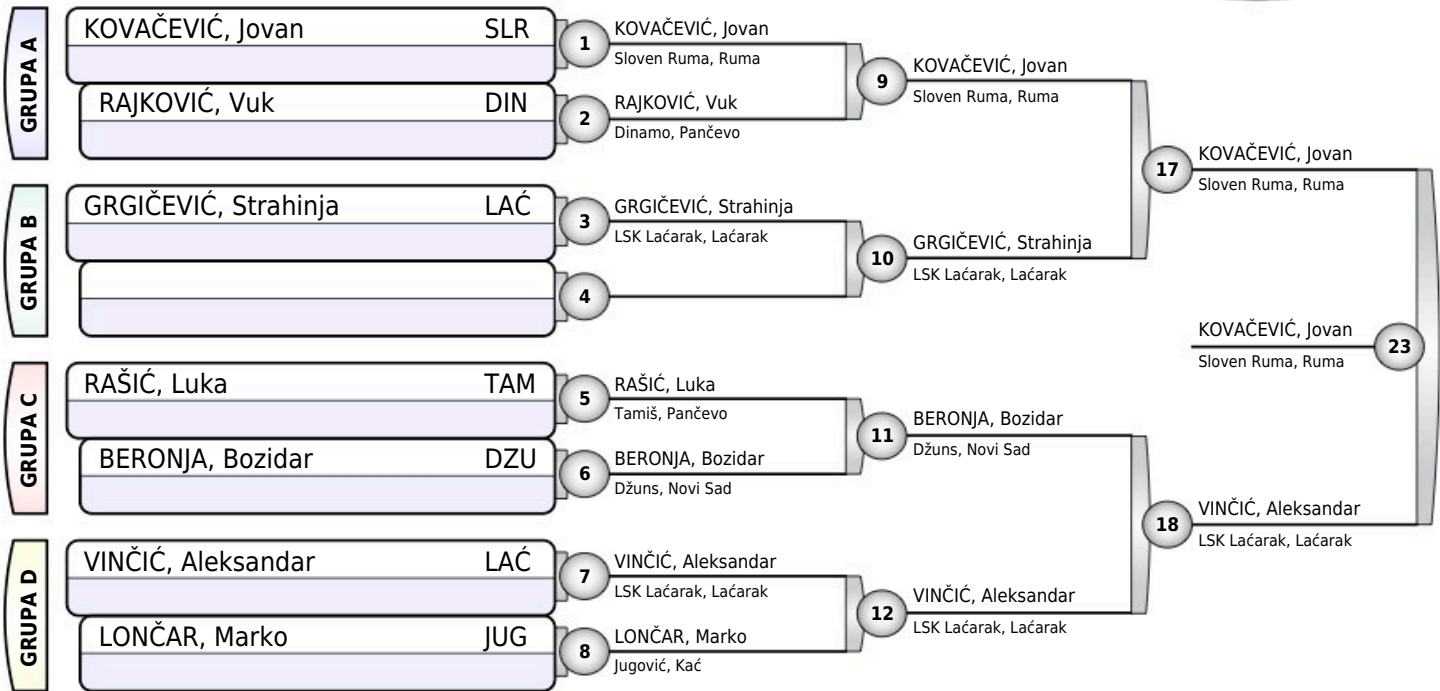 GRUPA A
KOVAČEVIĆ, Jovan SLR
RAJKOVIĆ, Vuk DIN
GRUPA B
GRGIČEVIĆ, Strahinja LAĆ
GRUPA C
RAŠIĆ, Luka TAM
BERONJA, Bozidar DZU
GRUPA D
VINČIĆ, Aleksandar LAĆ
LONČAR, Marko JUG
1
KOVAČEVIĆ, Jovan
Sloven Ruma, Ruma
2
RAJKOVIĆ, Vuk
Dinamo, Pančevo
3
GRGIČEVIĆ, Strahinja
LSK Laćarak, Laćarak
4
5
RAŠIĆ, Luka
Tamiš, Pančevo
6
BERONJA, Bozidar
Džuns, Novi Sad
7
VINČIĆ, Aleksandar
LSK Laćarak, Laćarak
8
LONČAR, Marko
Jugović, Kać
9
KOVAČEVIĆ, Jovan
Sloven Ruma, Ruma
10
GRGIČEVIĆ, Strahinja
LSK Laćarak, Laćarak
11
BERONJA, Bozidar
Džuns, Novi Sad
12
VINČIĆ, Aleksandar
LSK Laćarak, Laćarak
17
KOVAČEVIĆ, Jovan
Sloven Ruma, Ruma
18
VINČIĆ, Aleksandar
LSK Laćarak, Laćarak
KOVAČEVIĆ, Jovan
Sloven Ruma, Ruma
23